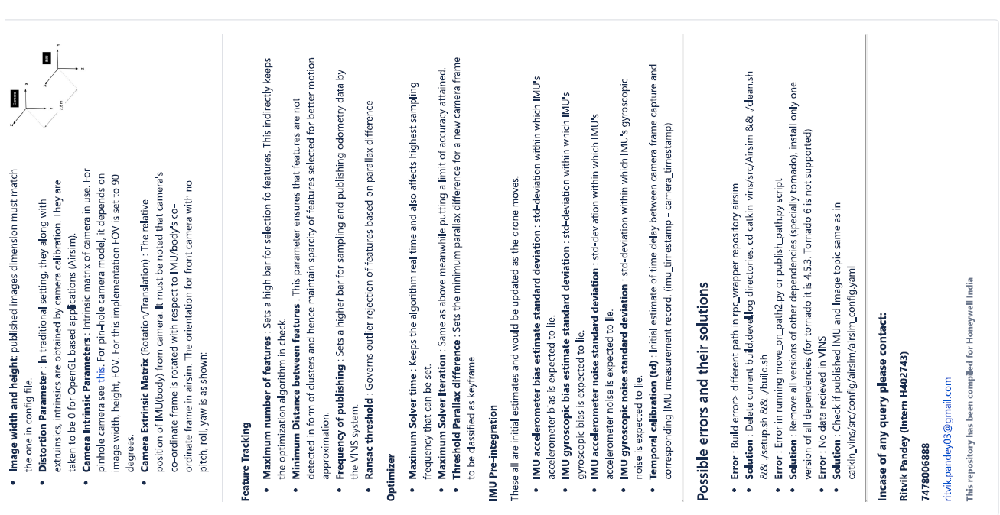 Camera
Z
X
Y
2.5 m
IMU
X
Y
Z
• Image width and height: published images dimension must match
the one in config file.
• Distortion Parameter : In traditional setting, they along with
extruinsics, intrinsics are obtained by camera calibration. They are
taken to be 0 for OpenGL based applications (Airsim).
• Camera Intrinsic Parameters : Intrinsic matrix of camera in use. For
pinhole camera see this. For pin-hole camera model, it depends on
image width, height, FOV. For this implementation FOV is set to 90
degrees.
• Camera Extrinsic Matrix (Rotation/Translation) : The relative
position of IMU(body) from camera. It must be noted that camera's
co-ordinate frame is rotated with respect to IMU/body's co-
ordinate frame in airsim. The orientation for front camera with no
pitch, roll, yaw is as shown:
Feature Tracking
• Maximum number of features : Sets a high bar for selection fo features. This indirectly keeps
the optimization algorithm in check.
• Minimum Distance between features : This parameter ensures that features are not
detected in form of clusters and hence maintain sparcity of features selected for better motion
approximation.
• Frequency of publishing : Sets a higher bar for sampling and publishing odometry data by
the VINS system.
• Ransac threshold : Governs outlier rejection of features based on parallax difference
Optimizer
• Maximum Solver time : Keeps the algorithm real time and also affects highest sampling
frequency that can be set.
• Maximum Solver Iteration : Same as above meanwhile putting a limit of accuracy attained.
• Threshold Parallax difference : Sets the minimum parallax difference for a new camera frame
to be classified as keyframe
IMU Pre-integration
These all are initial estimates and would be updated as the drone moves.
• IMU accelerometer bias estimate standard deviation : std-deviation within which IMU's
accelerometer bias is expected to lie.
• IMU gyroscopic bias estimate standard deviation : std-deviation within which IMU's
gyroscopic bias is expected to lie.
• IMU accelerometer noise standard deviation : std-deviation within which IMU's
accelerometer noise is expected to lie.
• IMU gyroscopic noise standard deviation : std-deviation within which IMU's gyroscopic
noise is expected to lie.
• Temporal calibration (td) : Initial estimate of time delay between camera frame capture and
corresponding IMU measurement record. (imu_timestamp - camera_timestamp)
Possible errors and their solutions
• Error : Build error> different path in rpc_wrapper repository airsim
• Solution : Delete current build,devel,log directories. cd catkin_vins/src/Airsim && ./clean.sh
&& ./setup.sh && ./build.sh
• Error : Error in running move_on_path2.py or publish_path.py script
• Solution : Remove all versions of other dependencies (specially tornado), install only one
version of all dependencies (for tornado it is 4.5.3. Tornado 6 is not supported)
• Error : No data recieved in VINS
• Solution : Check if published IMU and Image topic same as in
catkin_vins/src/config/airsim/airsim_config.yaml
Incase of any query please contact:
Ritvik Pandey (Intern H402743)
7478006888
ritvik.pandey03@gmail.com
This repository has been compiled for Honeywell India